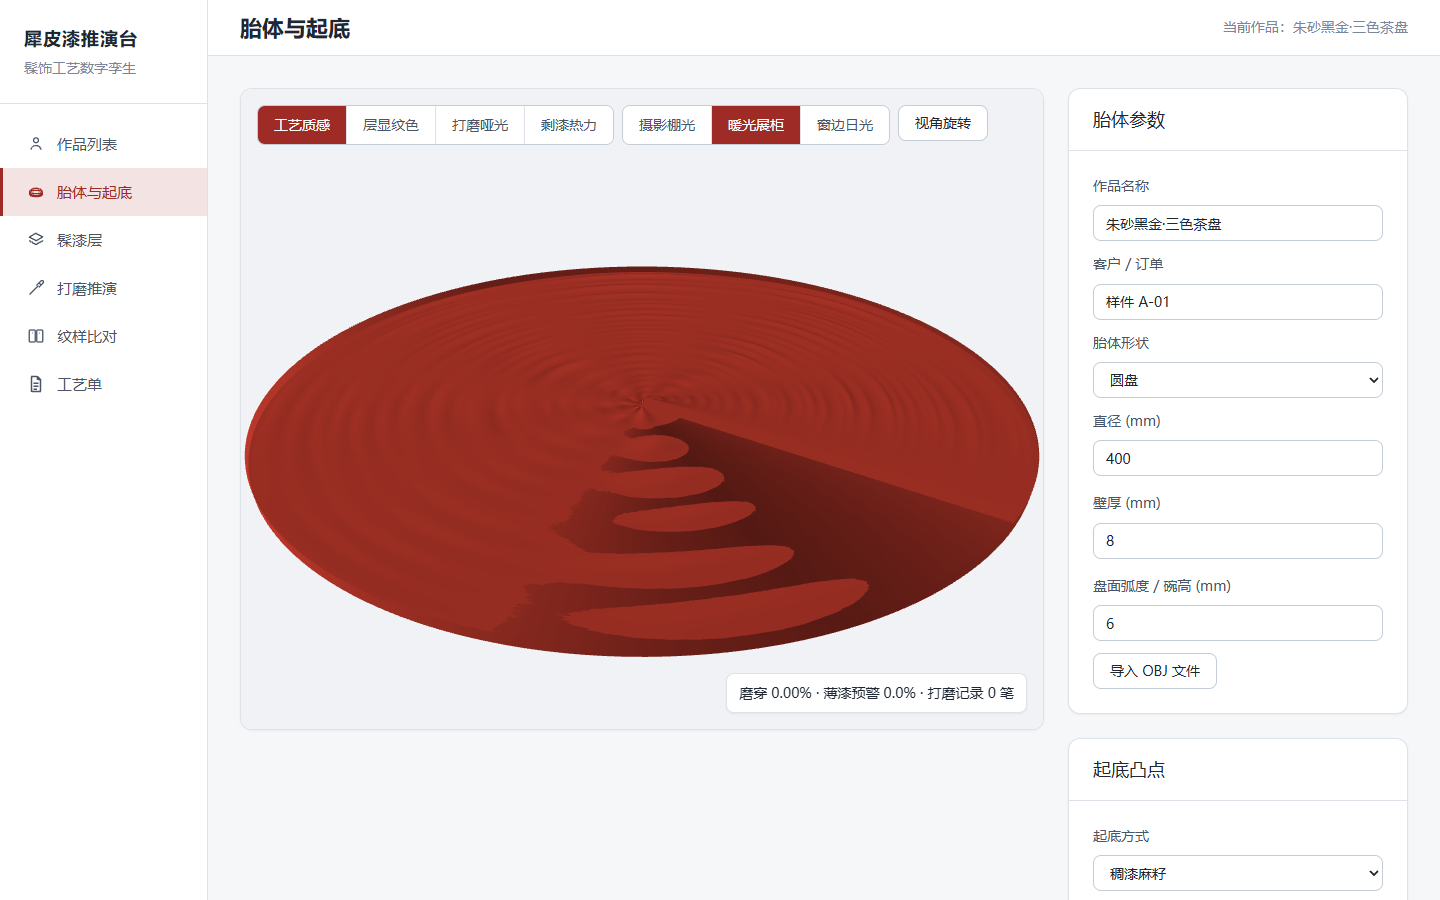 犀皮漆推演台
髹饰工艺数字孪生
作品列表
胎体与起底
髹漆层
打磨推演
纹样比对
工艺单
胎体与起底
当前作品：朱砂黑金·三色茶盘
工艺质感 层显纹色 打磨哑光 剩漆热力 摄影棚光 暖光展柜 窗边日光 视角旋转
磨穿 0.00% · 薄漆预警 0.0% · 打磨记录 0 笔
胎体参数
作品名称
朱砂黑金·三色茶盘
客户 / 订单
样件 A-01
胎体形状
圆盘
直径 (mm)
400
壁厚 (mm)
8
盘面弧度 / 碗高 (mm)
6
导入 OBJ 文件
起底凸点
起底方式
稠漆麻籽